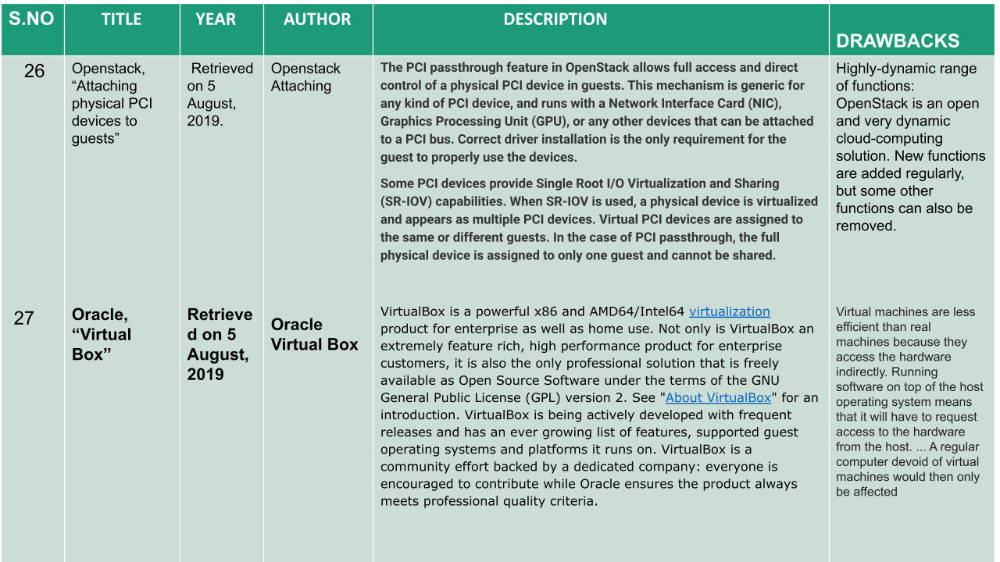 S.NO
TITLE
YEAR
AUTHOR
DESCRIPTION
DRAWBACKS
26
Openstack,
“Attaching
physical PCI
devices to
guests”
Retrieved
on 5
August,
2019.
Openstack
Attaching
The PCI passthrough feature in OpenStack allows full access and direct
control of a physical PCI device in guests. This mechanism is generic for
any kind of PCI device, and runs with a Network Interface Card (NIC),
Graphics Processing Unit (GPU), or any other devices that can be attached
to a PCI bus. Correct driver installation is the only requirement for the
guest to properly use the devices.
Some PCI devices provide Single Root I/O Virtualization and Sharing
(SR-IOV) capabilities. When SR-IOV is used, a physical device is virtualized
and appears as multiple PCI devices. Virtual PCI devices are assigned to
the same or different guests. In the case of PCI passthrough, the full
physical device is assigned to only one guest and cannot be shared.
Highly-dynamic range
of functions:
OpenStack is an open
and very dynamic
cloud-computing
solution. New functions
are added regularly,
but some other
functions can also be
removed.
27
Oracle,
“Virtual
Box”
Retrieve
d on 5
August,
2019
Oracle
Virtual Box
VirtualBox is a powerful x86 and AMD64/Intel64 virtualization
product for enterprise as well as home use. Not only is VirtualBox an
extremely feature rich, high performance product for enterprise
customers, it is also the only professional solution that is freely
available as Open Source Software under the terms of the GNU
General Public License (GPL) version 2. See "About VirtualBox" for an
introduction. VirtualBox is being actively developed with frequent
releases and has an ever growing list of features, supported guest
operating systems and platforms it runs on. VirtualBox is a
community effort backed by a dedicated company: everyone is
encouraged to contribute while Oracle ensures the product always
meets professional quality criteria.
Virtual machines are less
efficient than real
machines because they
access the hardware
indirectly. Running
software on top of the host
operating system means
that it will have to request
access to the hardware
from the host. ... A regular
computer devoid of virtual
machines would then only
be affected